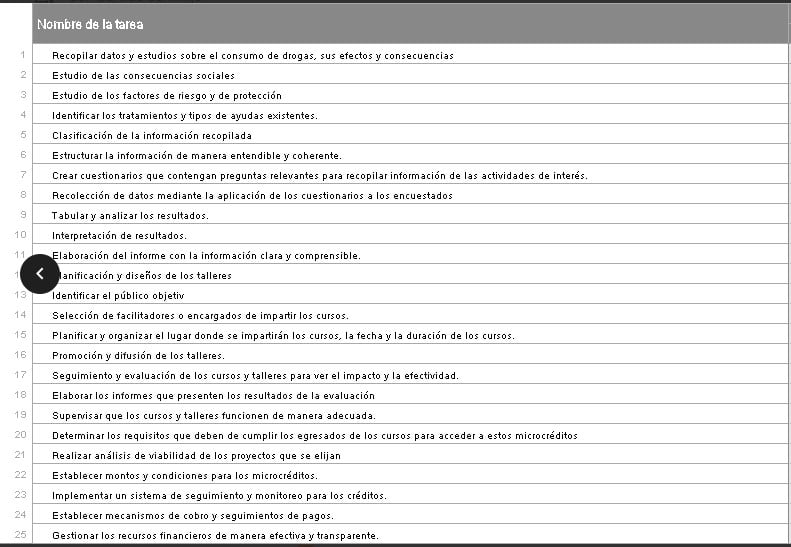 Nombre de la tarea
1 Recopilar datos y estudios sobre el consumo de drogas, sus efectos y consecuencias
2 Estudio de las consecuencias sociales
3 Estudio de los factores de riesgo y de protección
4 Identificar los tratamientos y tipos de ayudas existentes.
5 Clasificación de la información recopilada
6 Estructurar la información de manera entendible y coherente.
7 Crear cuestionarios que contengan preguntas relevantes para recopilar información de las actividades de interés.
8 Recolección de datos mediante la aplicación de los cuestionarios a los encuestados
9 Tabular y analizar los resultados.
10 Interpretación de resultados.
11 Elaboración del informe con la información clara y comprensible.
lanificación y diseños de los talleres
13 Identificar el público objetiv
14 Selección de facilitadores o encargados de impartir los cursos.
15 Planificar y organizar el lugar donde se impartirán los cursos, la fecha y la duración de los cursos.
16 Promoción y difusión de los talleres.
17 Seguimiento y evaluación de los cursos y talleres para ver el impacto y la efectividad.
18 Elaborar los informes que presenten los resultados de la evaluación
19 Supervisar que los cursos y talleres funcionen de manera adecuada.
20 Determinar los requisitos que deben de cumplir los egresados de los cursos para acceder a estos microcréditos
21 Realizar análisis de viabilidad de los proyectos que se elijan
22 Establecer montos y condiciones para los microcréditos.
23 Implementar un sistema de seguimiento y monitoreo para los créditos.
24 Establecer mecanismos de cobro y seguimientos de pagos.
25 Gestionar los recursos financieros de manera efectiva y transparente.